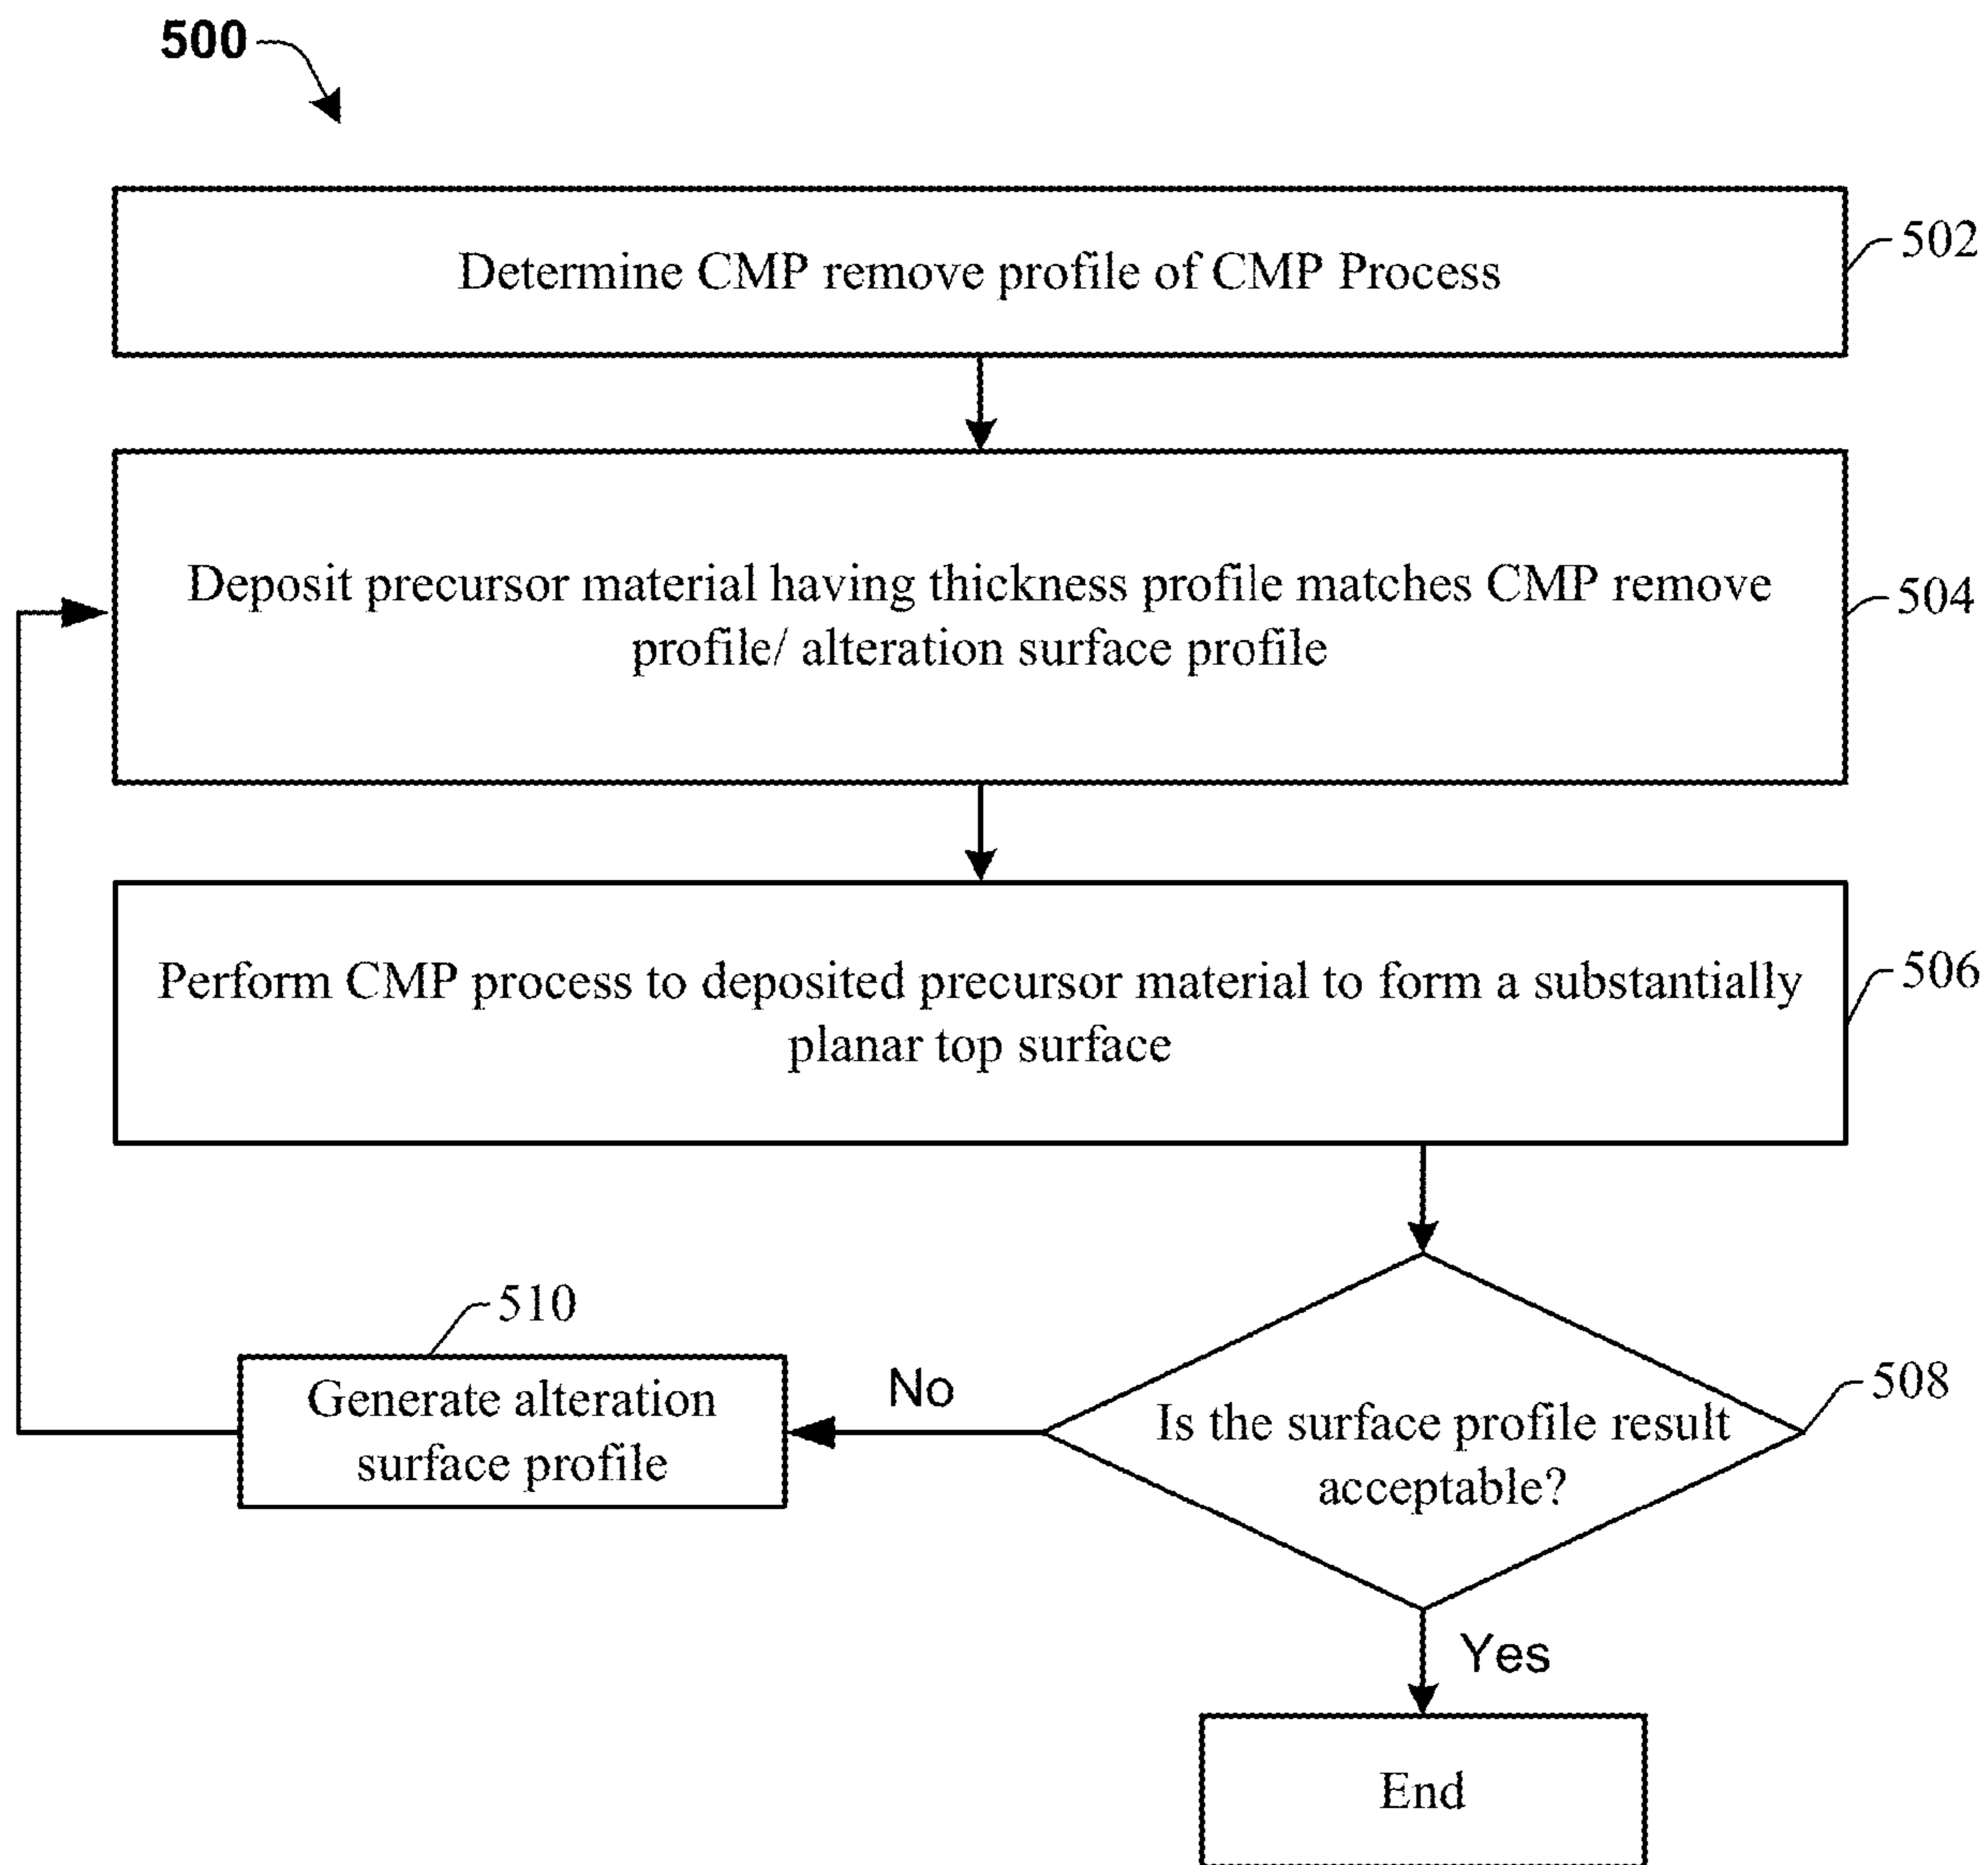 500
Determine CMP remove profile of CMP Process
502
Deposit precursor material having thickness profile matches CMP remove
profile/ alteration surface profile
504
Perform CMP process to deposited precursor material to form a substantially
planar top surface
506
510
Generate alteration
surface profile
No
Is the surface profile result
acceptable?
508
Yes
End